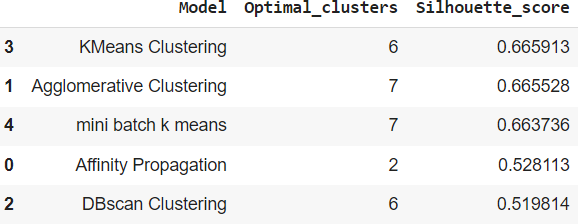 Model Optimal_clusters Silhouette_score
3 KMeans Clustering 6 0.665913
1 Agglomerative Clustering 7 0.665528
4 mini batch k means 7 0.663736
0 Affinity Propagation 2 0.528113
2 DBscan Clustering 6 0.519814